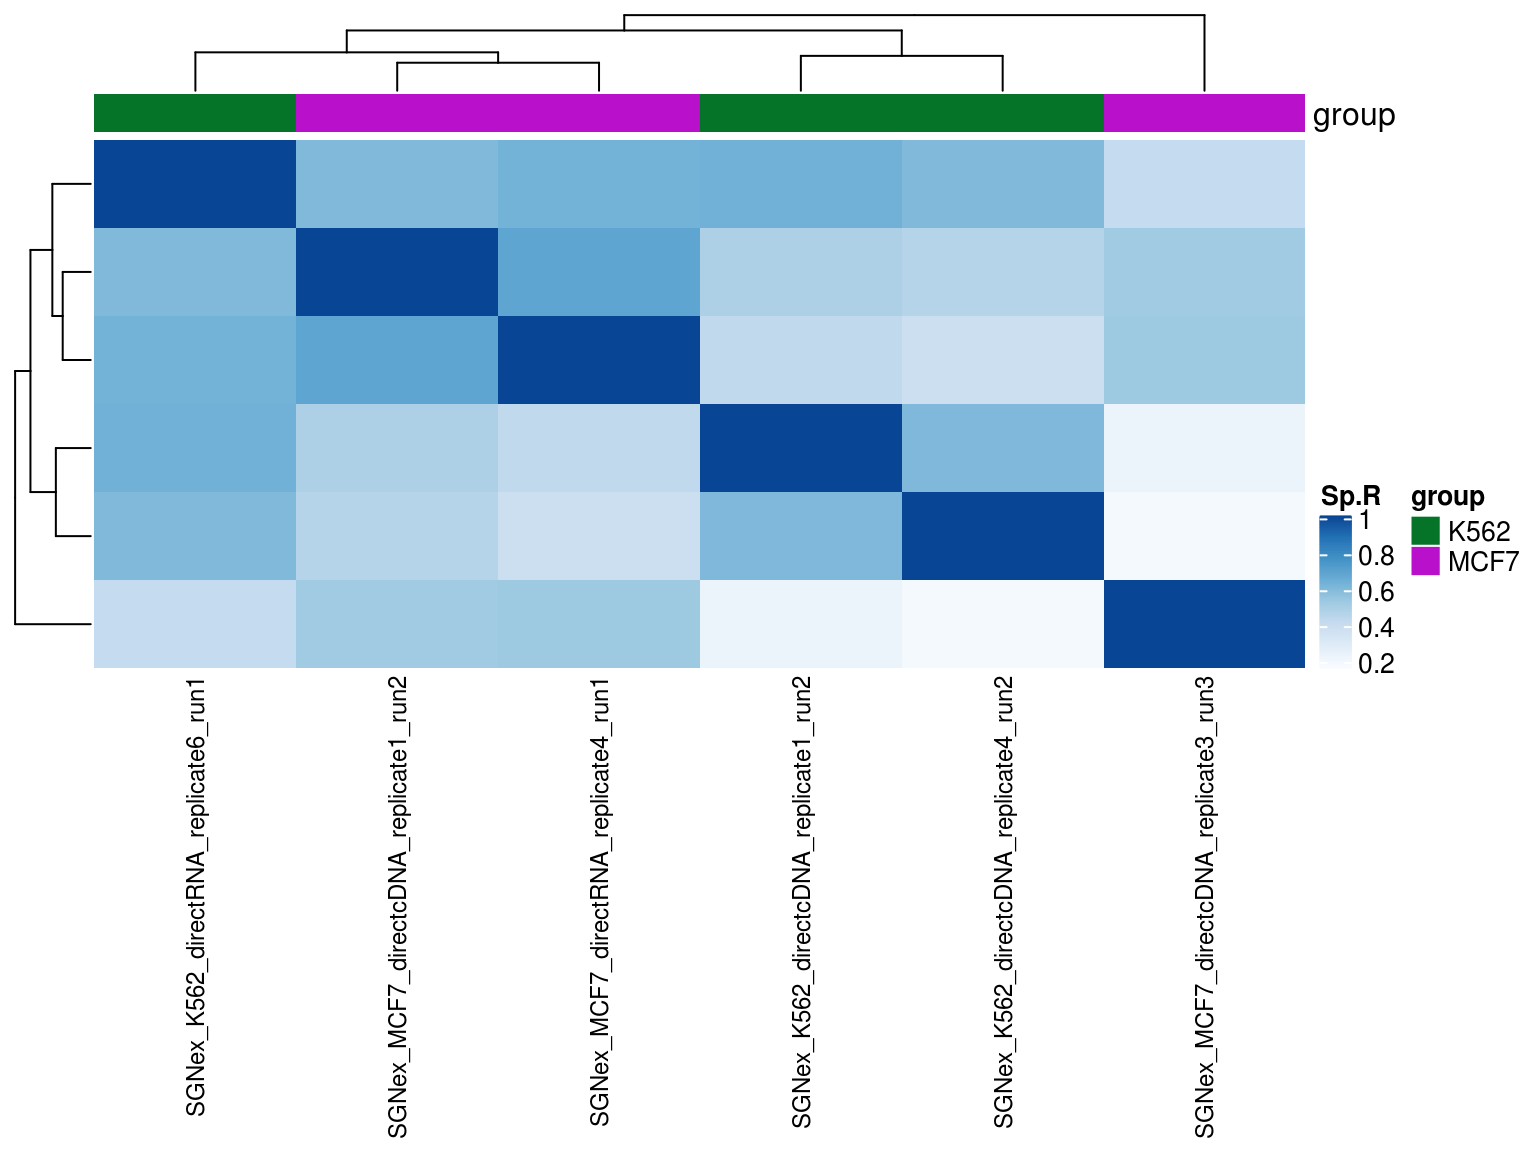 group
Sp.R
1
0.8
0.6
0.4
0.2
group
K562
MCF7
SGNex_K562_directRNA_replicate6_run1
SGNex_MCF7_directcDNA_replicate1_run2
SGNex_MCF7_directRNA_replicate4_run1
SGNex_K562_directcDNA_replicate1_run2
SGNex_K562_directcDNA_replicate4_run2
SGNex_MCF7_directcDNA_replicate3_run3